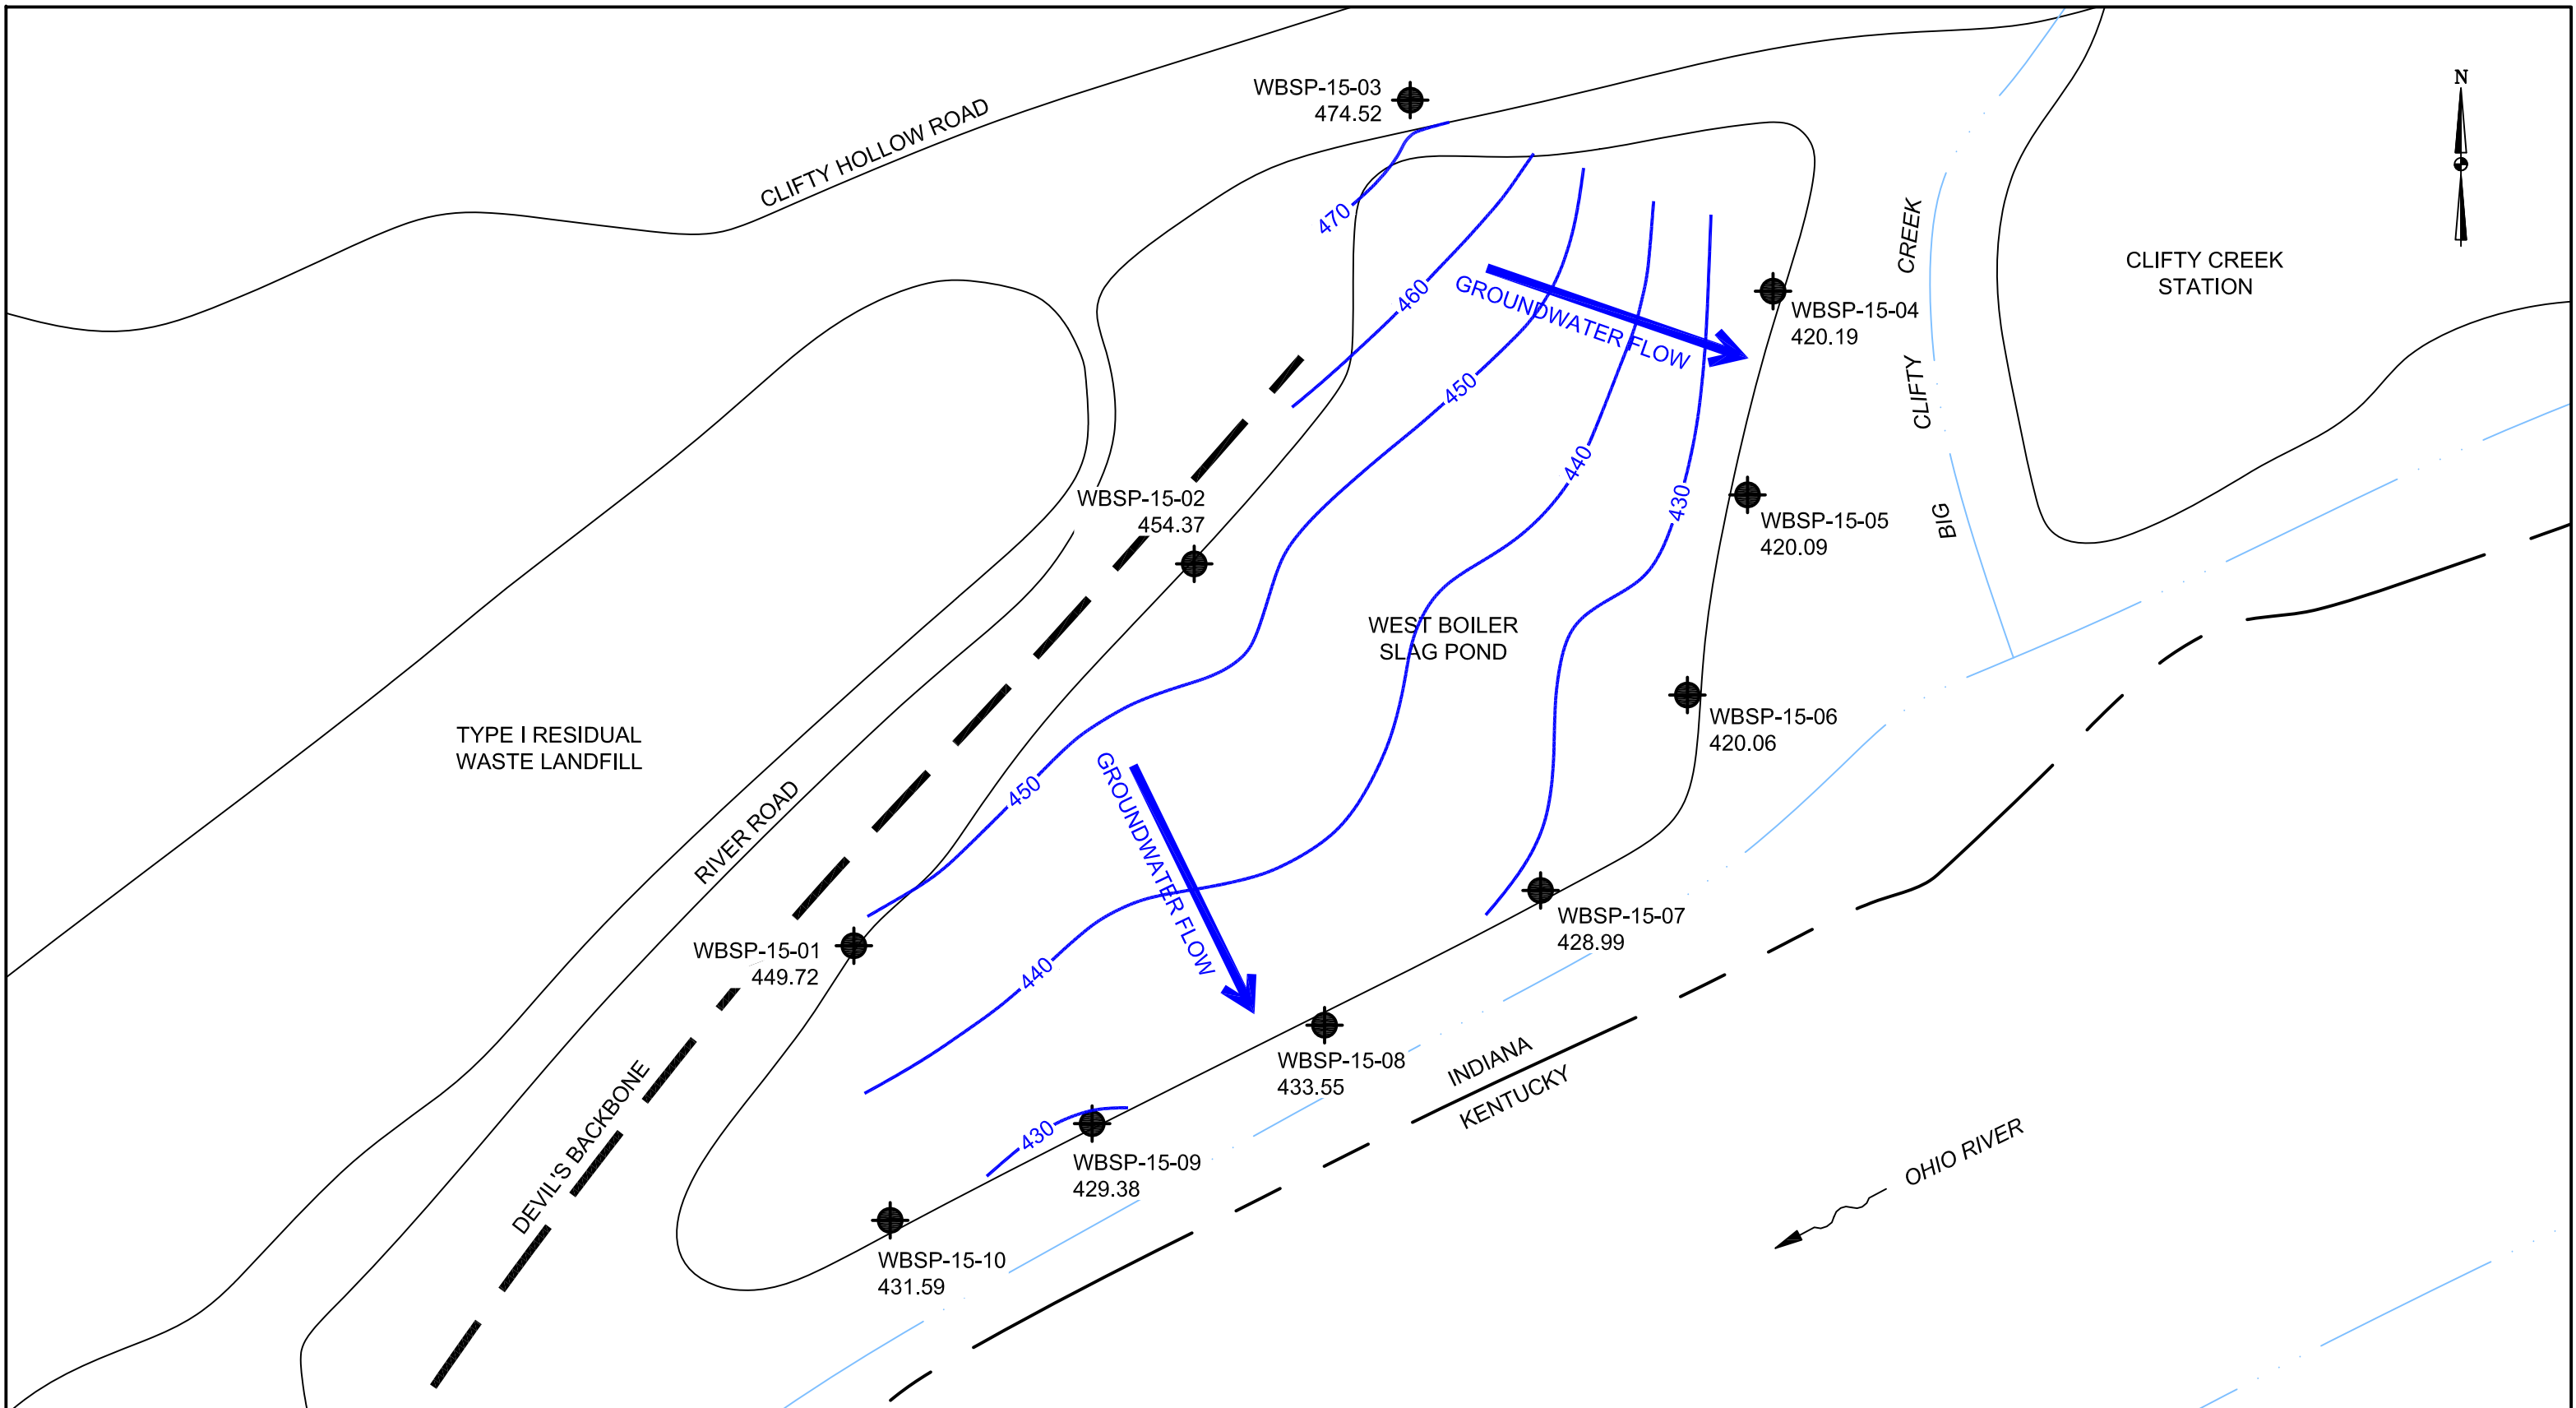 N
WBSP-15-03
474.52
CLIFTY HOLLOW ROAD
470
CLIFTY CREEK
STATION
BIG CLIFTY CREEK
460
GROUNDWATER FLOW
WBSP-15-04
420.19
450
440
430
WBSP-15-02
454.37
WBSP-15-05
420.09
WEST BOILER
SLAG POND
WBSP-15-06
420.06
TYPE I RESIDUAL
WASTE LANDFILL
RIVER ROAD
450
GROUNDWATER FLOW
WBSP-15-01
449.72
440
WBSP-15-07
428.99
WBSP-15-08
433.55
INDIANA
KENTUCKY
DEVIL'S BACKBONE
430
WBSP-15-09
429.38
OHIO RIVER
WBSP-15-10
431.59